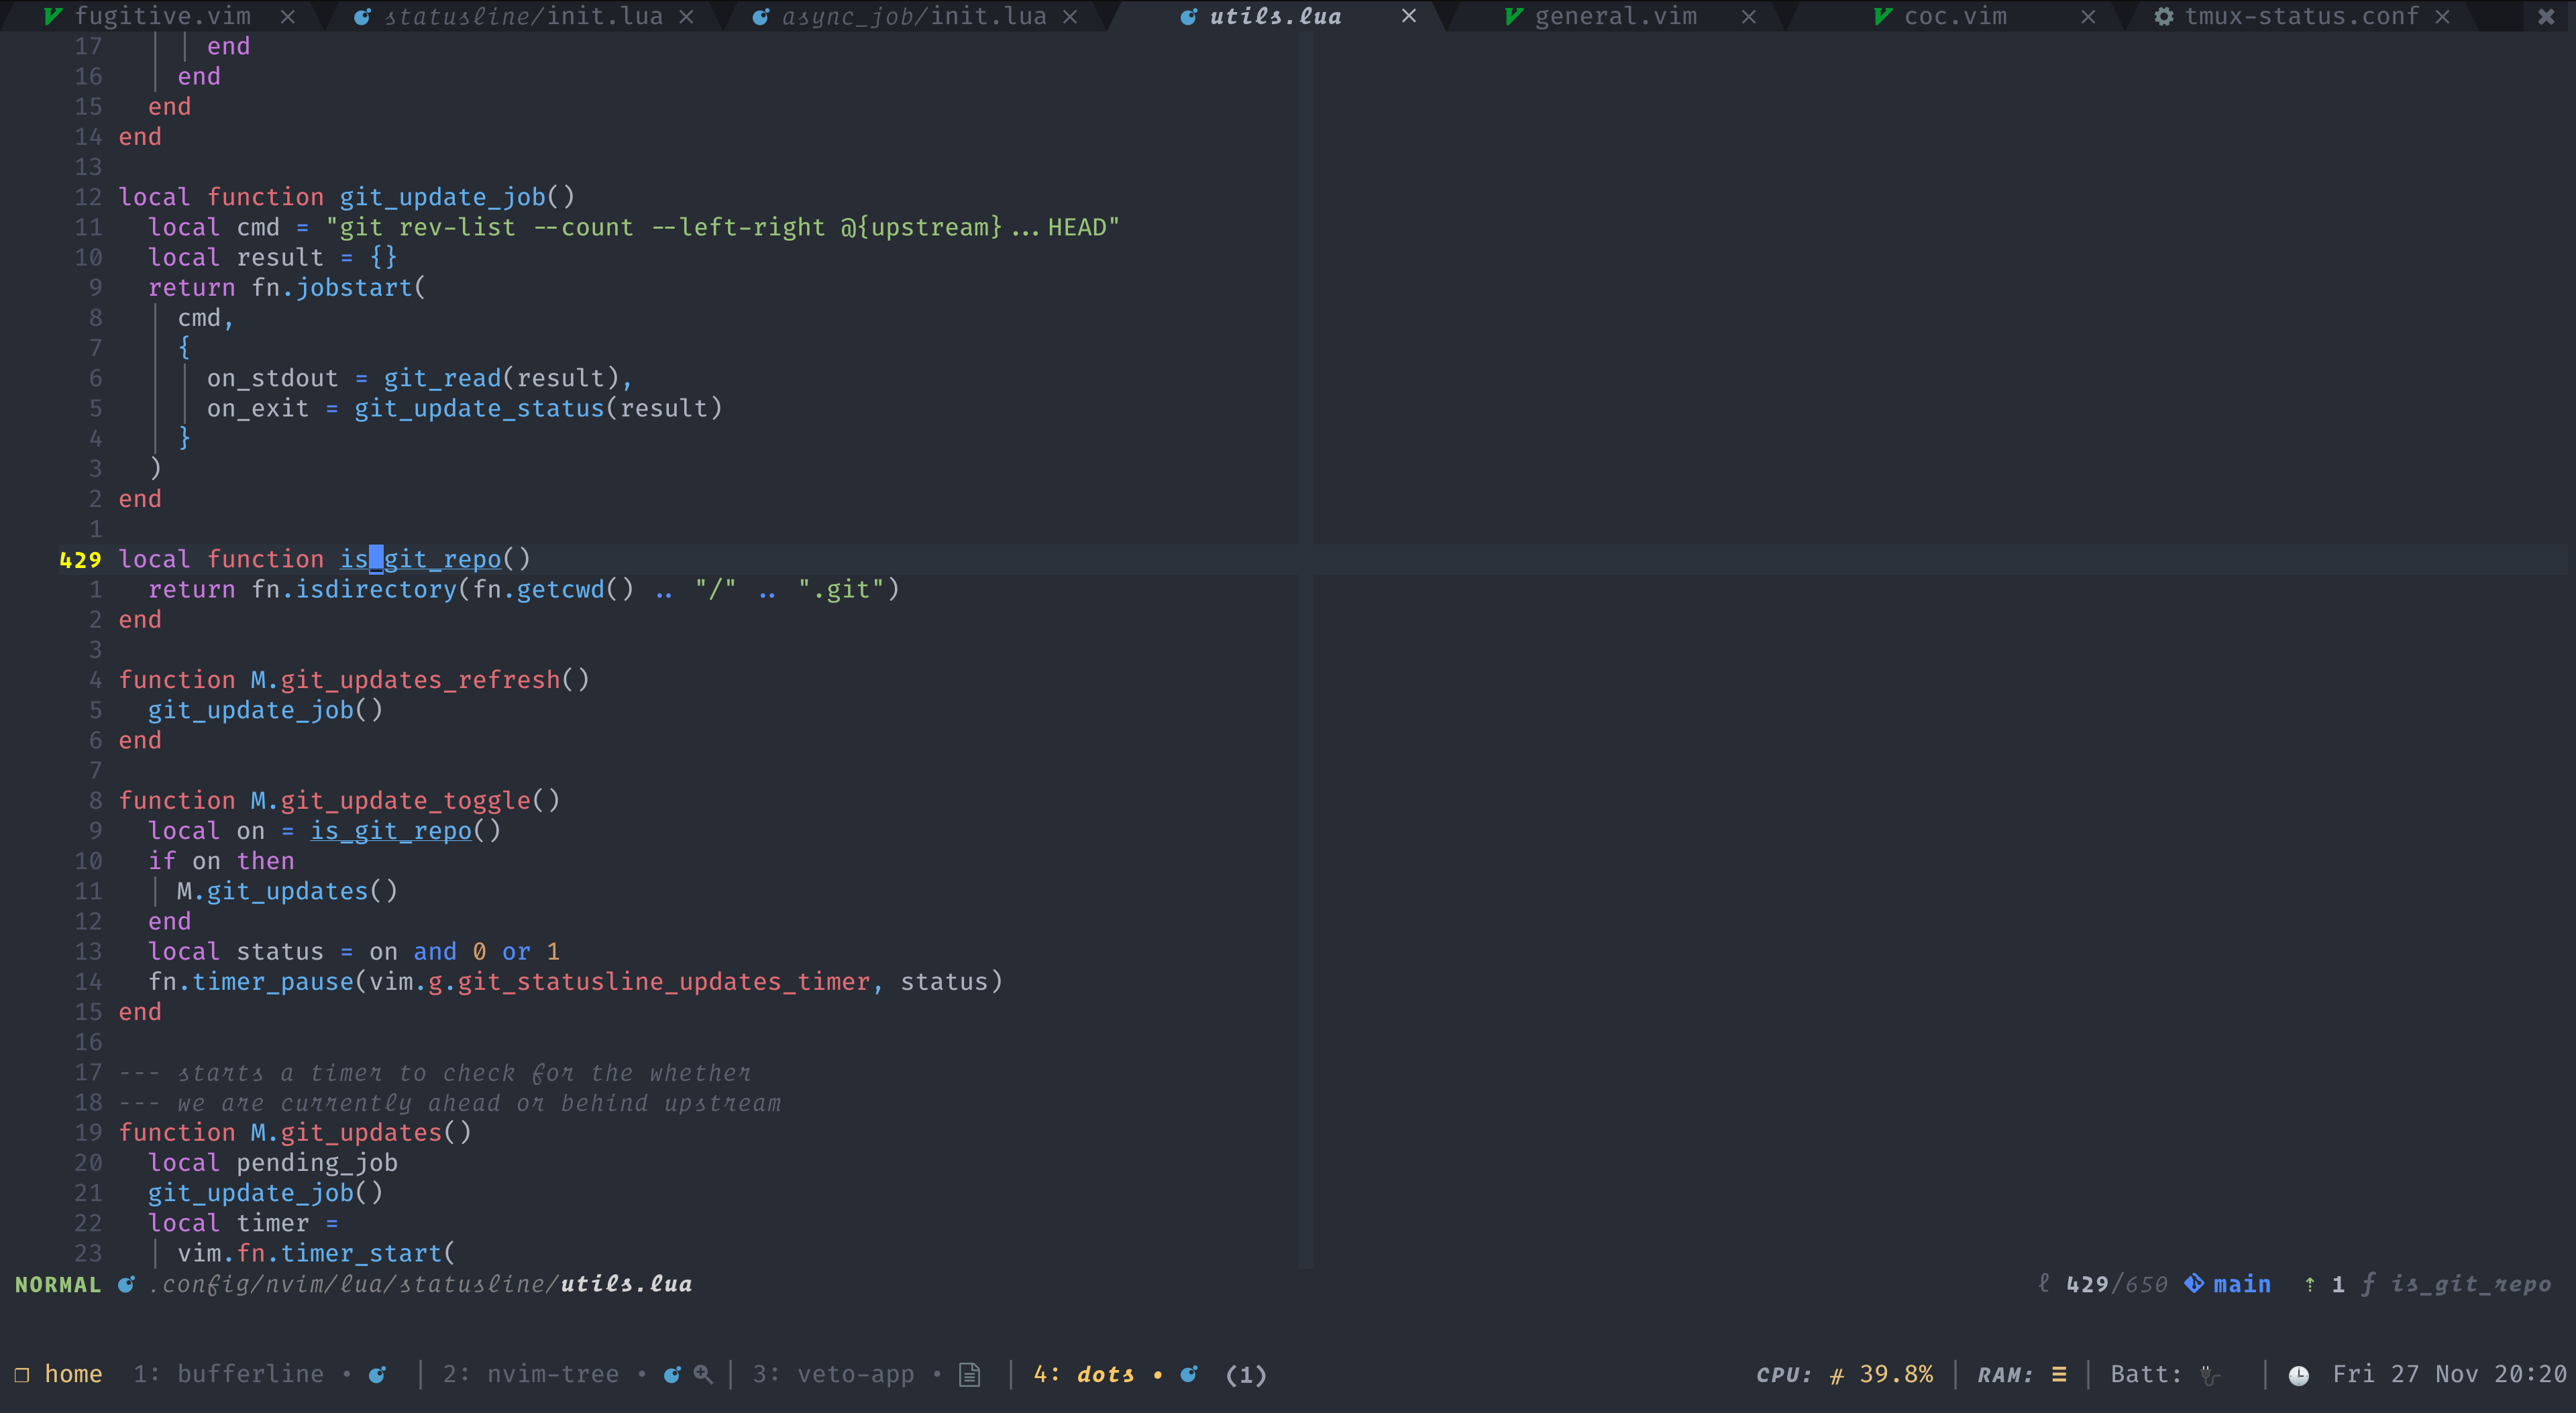 fugitive.vim × statusline/init.lua × async_job/init.lua × utils.lua × general.vim × coc.vim × tmux-status.conf ×
17 end
16 end
15 end
14 end
13
12 local function git_update_job()
11 local cmd = "git rev-list --count --left-right @{upstream}...HEAD"
10 local result = {}
9 return fn.jobstart(
8 cmd,
7 {
6 on_stdout = git_read(result),
5 on_exit = git_update_status(result)
4 }
3 )
2 end
1
429 local function is_git_repo()
1 return fn.isdirectory(fn.getcwd() .. "/" .. ".git")
2 end
3
4 function M.git_updates_refresh()
5 git_update_job()
6 end
7
8 function M.git_update_toggle()
9 local on = is_git_repo()
10 if on then
11 M.git_updates()
12 end
13 local status = on and 0 or 1
14 fn.timer_pause(vim.g.git_statusline_updates_timer, status)
15 end
16
17 --- starts a timer to check for the whether
18 --- we are currently ahead or behind upstream
19 function M.git_updates()
20 local pending_job
21 git_update_job()
22 local timer =
23 vim.fn.timer_start(
NORMAL .config/nvim/lua/statusline/utils.lua ℓ 429/650 main ⇡ 1 ƒ is_git_repo
❐ home 1: bufferline • | 2: nvim-tree • | 3: veto-app • | 4: dots • (1) CPU: # 39.8% | RAM: ≡ | Batt: | Fri 27 Nov 20:20